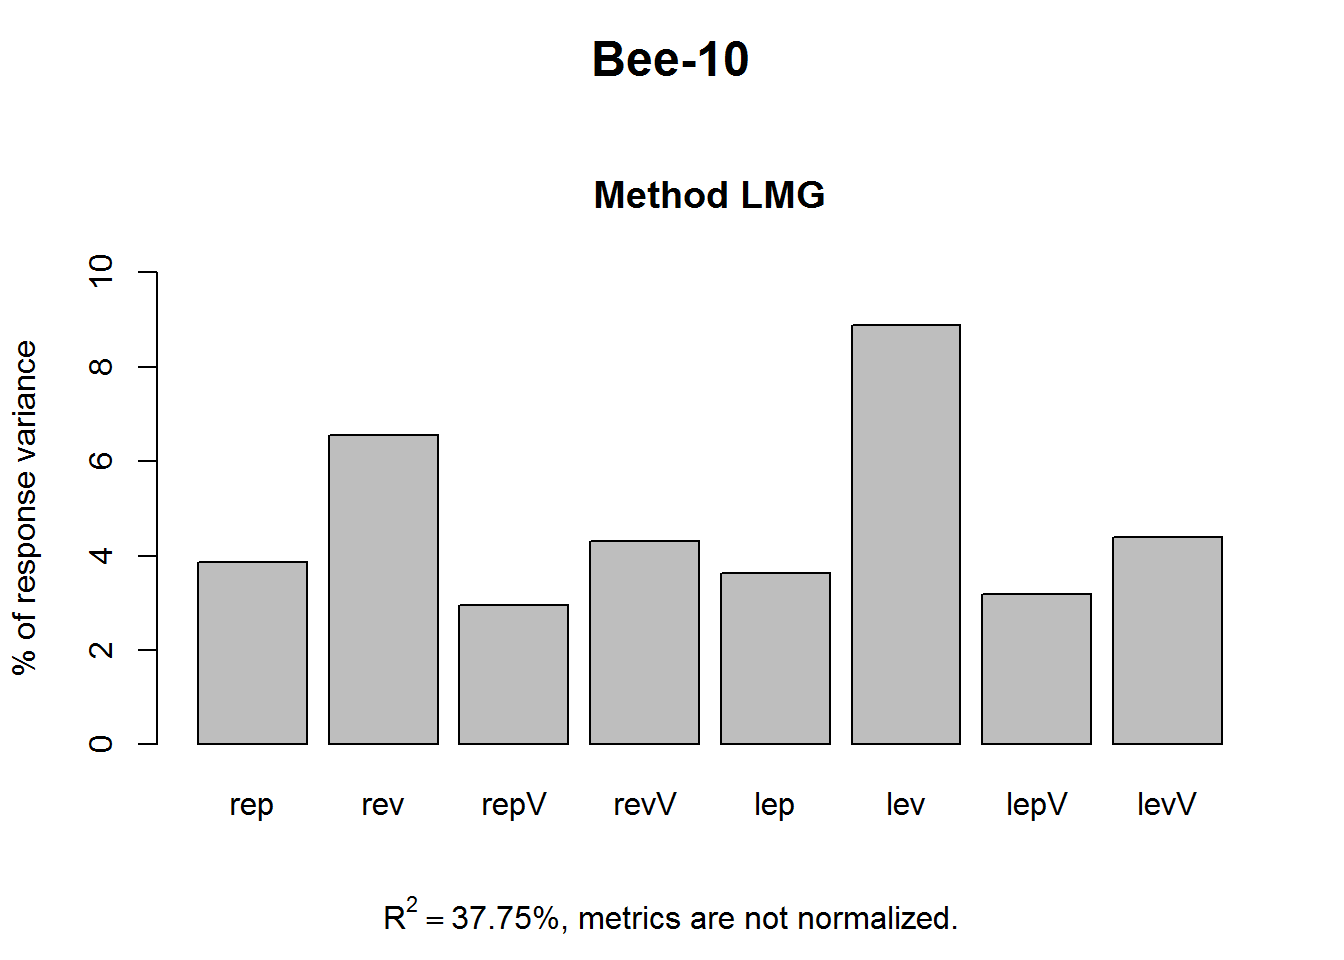 Bee-10
Method LMG
% of response variance
10
8
6
4
2
0
rep rev repV revV lep lev lepV levV
R² = 37.75%, metrics are not normalized.